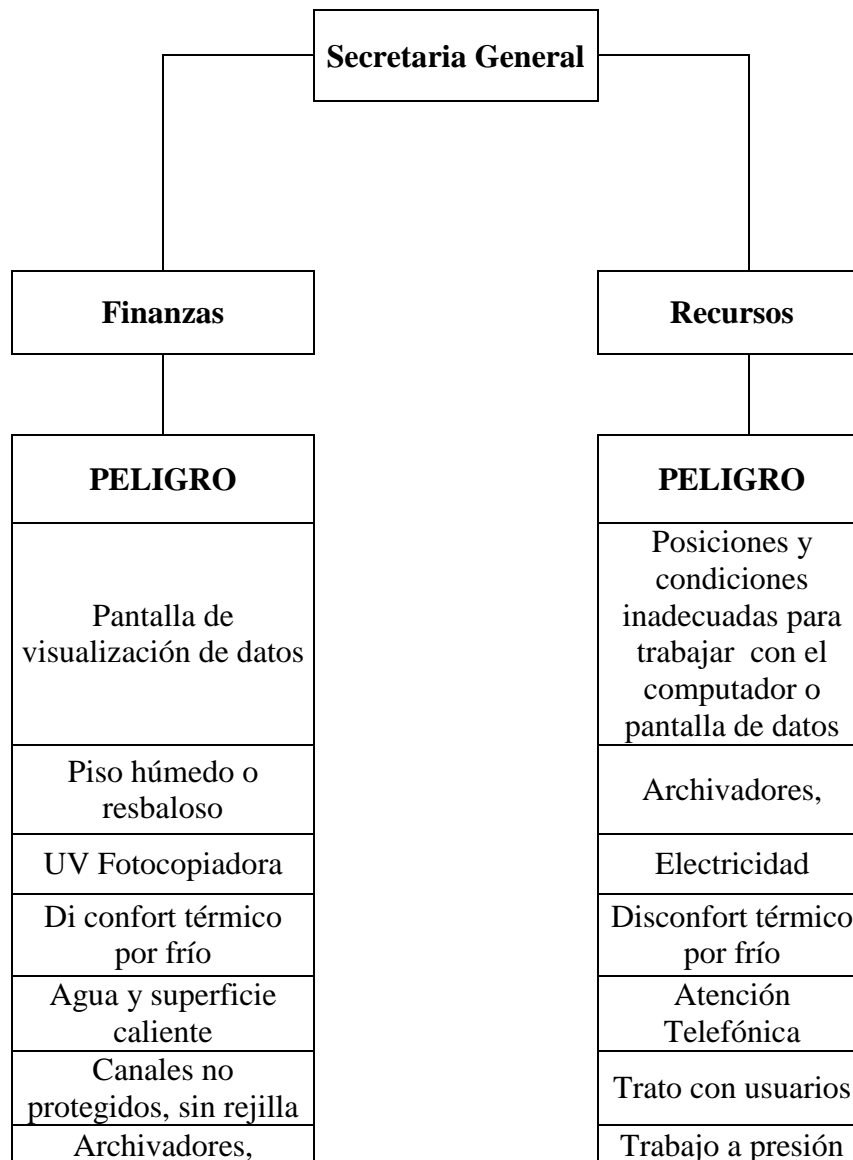 Secretaria General
Finanzas
PELIGRO
Pantalla de
visualización de datos
Piso húmedo o
resbaloso
UV Fotocopiadora
Di confort térmico
por frío
Agua y superficie
caliente
Canales no
protegidos, sin rejilla
Archivadores,
Recursos
PELIGRO
Posiciones y
condiciones
inadecuadas para
trabajar con el
computador o
pantalla de datos
Archivadores,
Electricidad
Disconfort térmico
por frío
Atención
Telefónica
Trato con usuarios
Trabajo a presión